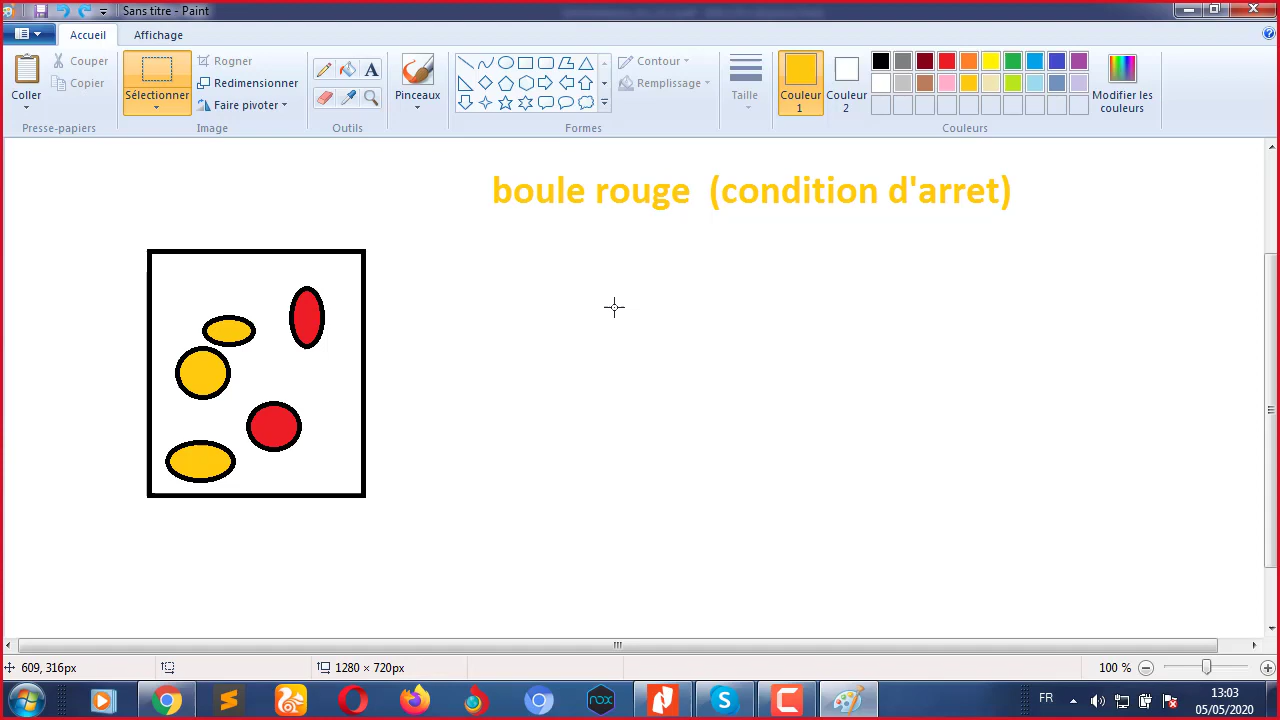 Sans titre - Paint
Accueil
Affichage
Coller
Couper
Copier
Presse-papiers
Sélectionner
Rogner
Redimensionner
Faire pivoter
Image
A
Outils
Pinceaux
Contour
Remplissage
Formes
Taille
Couleur 1
Couleur 2
Modifier les couleurs
Couleurs
boule rouge (condition d'arret)
609, 316px
1280 × 720px
100 %
nox
FR
13:03
05/05/2020